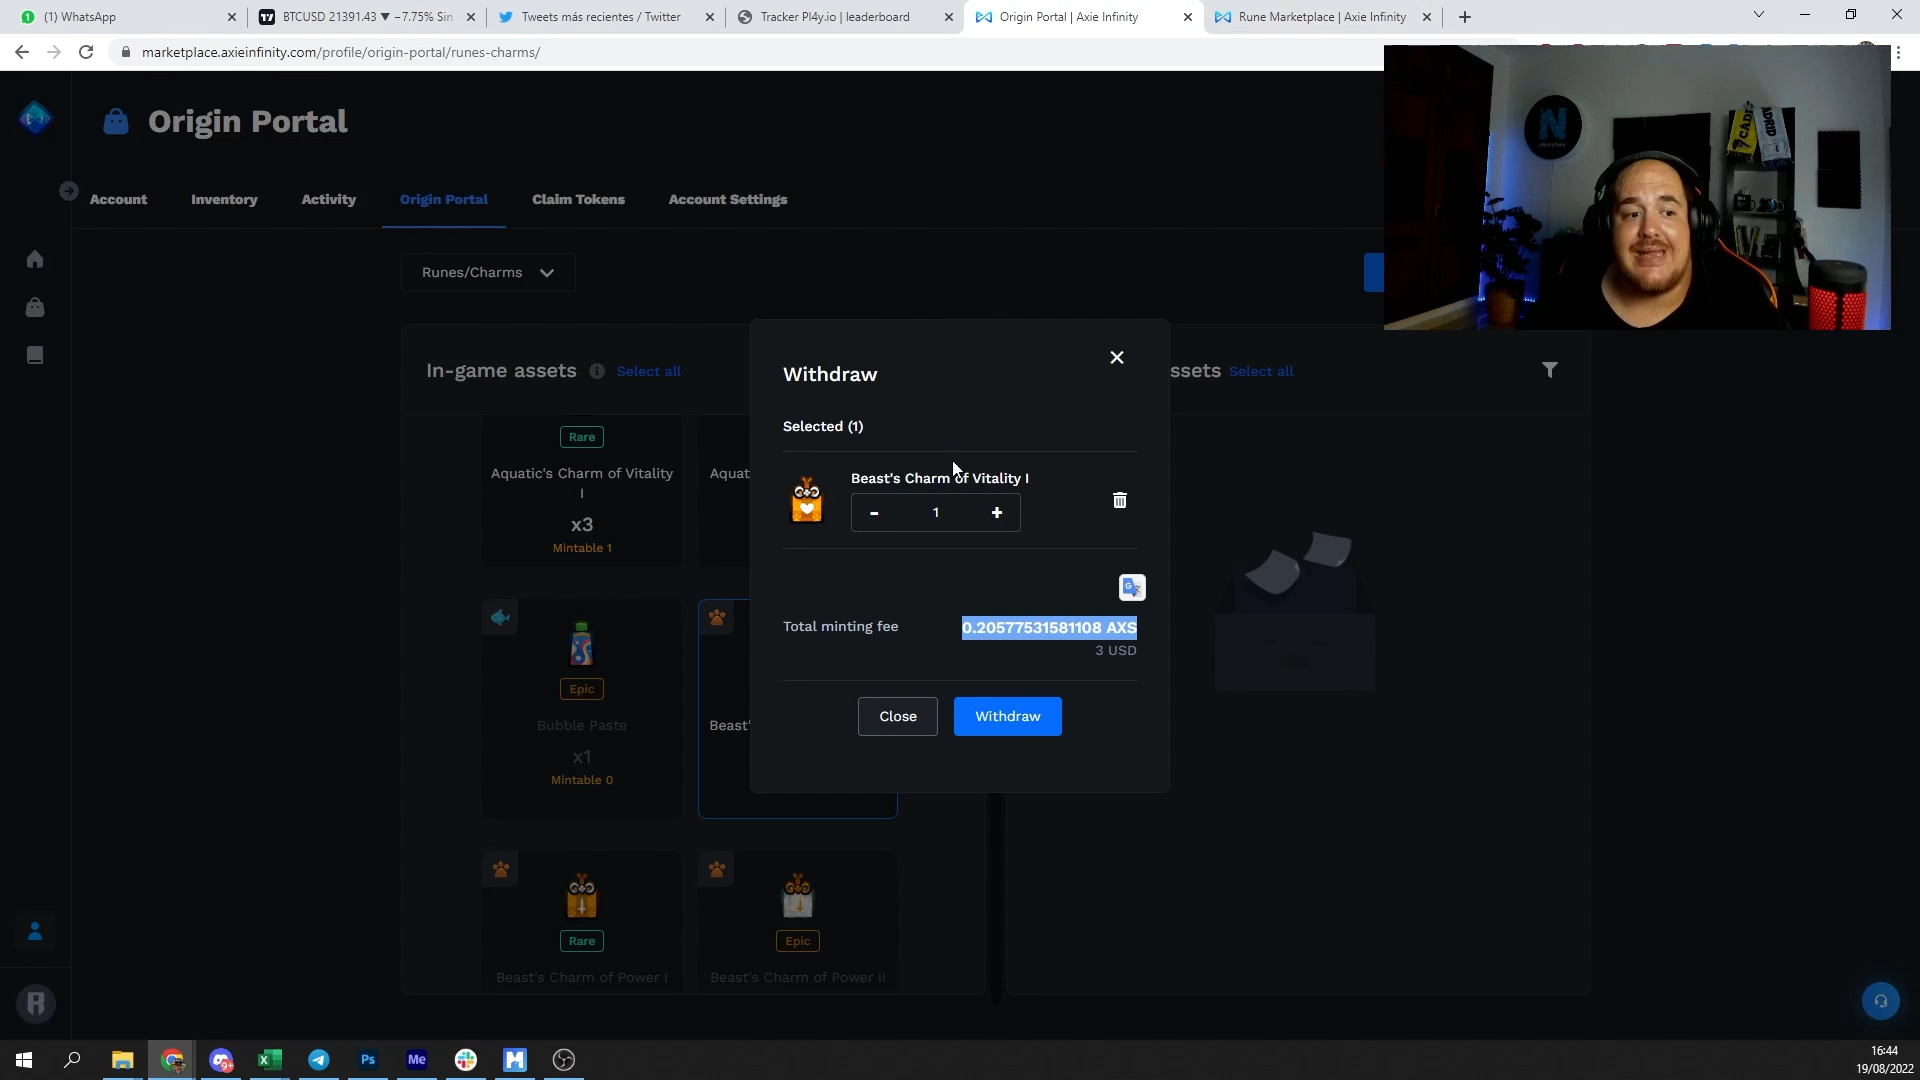 (1) WhatsApp
BTCUSD 21391.43 ▼ −7.75% Sin
Tweets más recientes / Twitter
Tracker Pl4y.io | leaderboard
Origin Portal | Axie Infinity
Rune Marketplace | Axie Infinity
marketplace.axieinfinity.com/profile/origin-portal/runes-charms/
Origin Portal
Account
Inventory
Activity
Origin Portal
Claim Tokens
Account Settings
Runes/Charms
In-game assets
Select all
ssets
Select all
Rare
Aquatic's Charm of Vitality
I
x3
Mintable 1
Aquat
Epic
Bubble Paste
x1
Mintable 0
Beast'
Rare
Beast's Charm of Power I
Epic
Beast's Charm of Power II
Withdraw
Selected (1)
Beast's Charm of Vitality I
- 1 +
Total minting fee
0.20577531581108 AXS
3 USD
Close
Withdraw
N
CADI
MADRID
9+
Ps
Me
16:44
19/08/2022